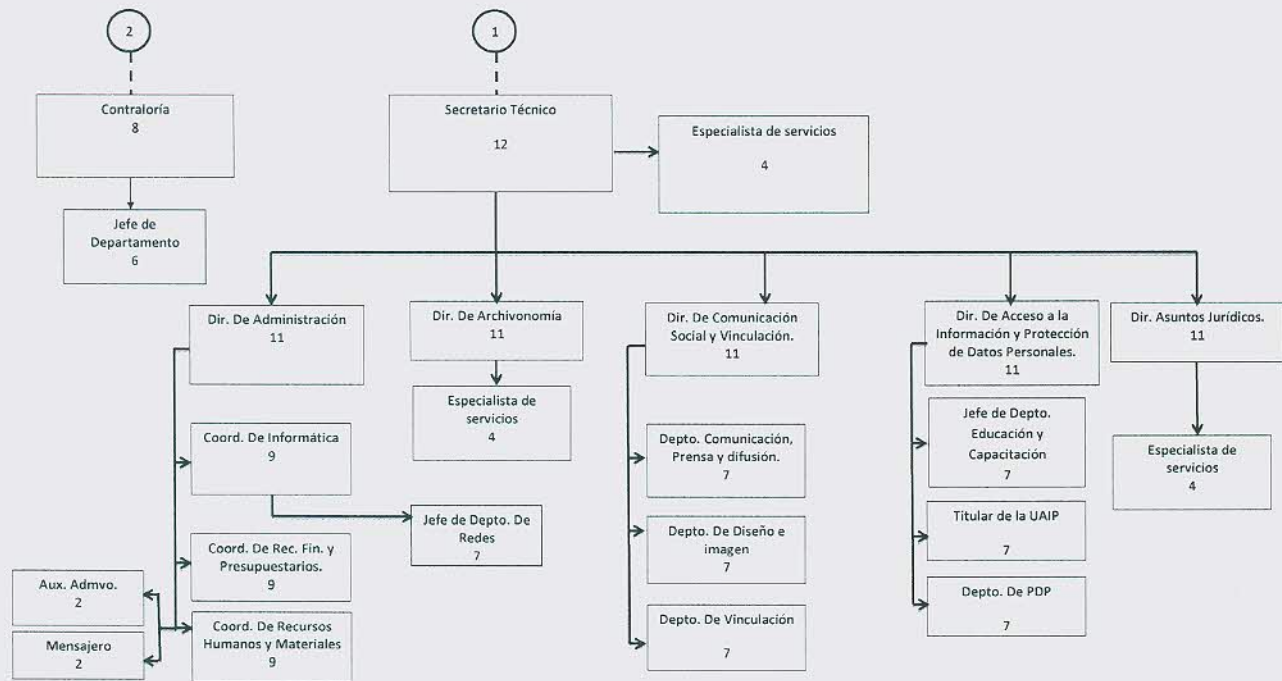 2
1
Contraloría
8
Secretario Técnico
12
Especialista de servicios
4
Jefe de
Departamento
6
Dir. De Administración
11
Dir. De Archivonomía
11
Dir. De Comunicación
Social y Vinculación.
11
Dir. De Acceso a la
Información y Protección
de Datos Personales.
11
Dir. Asuntos Jurídicos.
11
Especialista de
servicios
4
Coord. De Informática
9
Depto. Comunicación,
Prensa y difusión.
7
Jefe de Depto.
Educación y
Capacitación
7
Especialista de
servicios
4
Jefe de Depto. De
Redes
7
Depto. De Diseño e
imagen
7
Titular de la UAIP
7
Coord. De Rec. Fin. y
Presupuestarios.
9
Aux. Admvo.
2
Mensajero
2
Coord. De Recursos
Humanos y Materiales
9
Depto. De Vinculación
7
Depto. De PDP
7